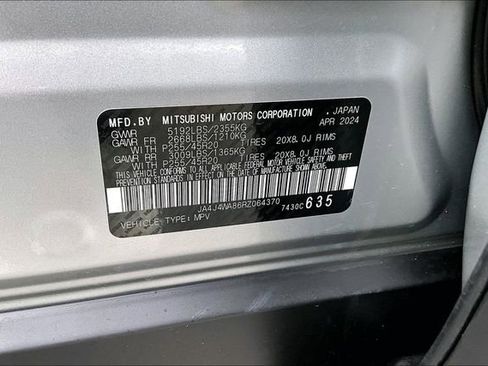 MFD.BY MITSUBISHI MOTORS CORPORATION , JAPAN
APR 2024
GVWR 5192LBS/2355KG
GAWR FR 2668LBS/1210KG
WITH P255/45R20 TIRES 20X8.0J RIMS
GAWR RR 3009LBS/1365KG
WITH P255/45R20 TIRES 20X8.0J RIMS
THIS VEHICLE CONFORMS TO ALL APPLICABLE FEDERAL MOTOR VEHICLE SAFETY AND THEFT PREVENTION STANDARDS IN EFFECT ON THE DATE OF MANUFACTURE SHOWN ABOVE.
JA4J4WA86RZ064370 7430C 635
VEHICLE TYPE: MPV